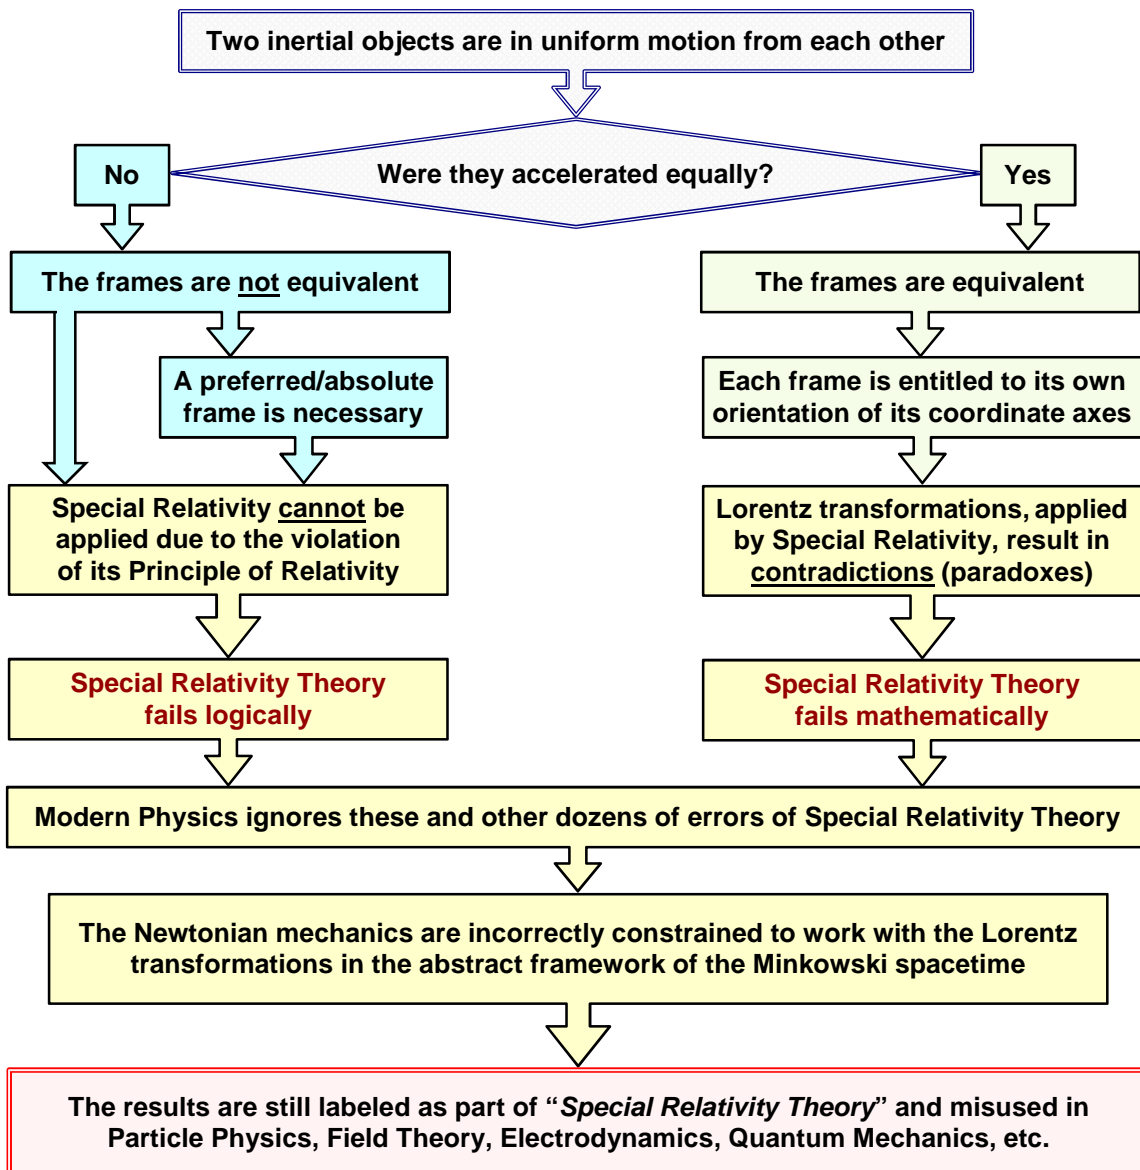 Two inertial objects are in uniform motion from each other
Were they accelerated equally?
No
Yes
The frames are not equivalent
The frames are equivalent
A preferred/absolute
frame is necessary
Each frame is entitled to its own
orientation of its coordinate axes
Special Relativity cannot be
applied due to the violation
of its Principle of Relativity
Lorentz transformations, applied
by Special Relativity, result in
contradictions (paradoxes)
Special Relativity Theory
fails logically
Special Relativity Theory
fails mathematically
Modern Physics ignores these and other dozens of errors of Special Relativity Theory
The Newtonian mechanics are incorrectly constrained to work with the Lorentz
transformations in the abstract framework of the Minkowski spacetime
The results are still labeled as part of “Special Relativity Theory” and misused in
Particle Physics, Field Theory, Electrodynamics, Quantum Mechanics, etc.